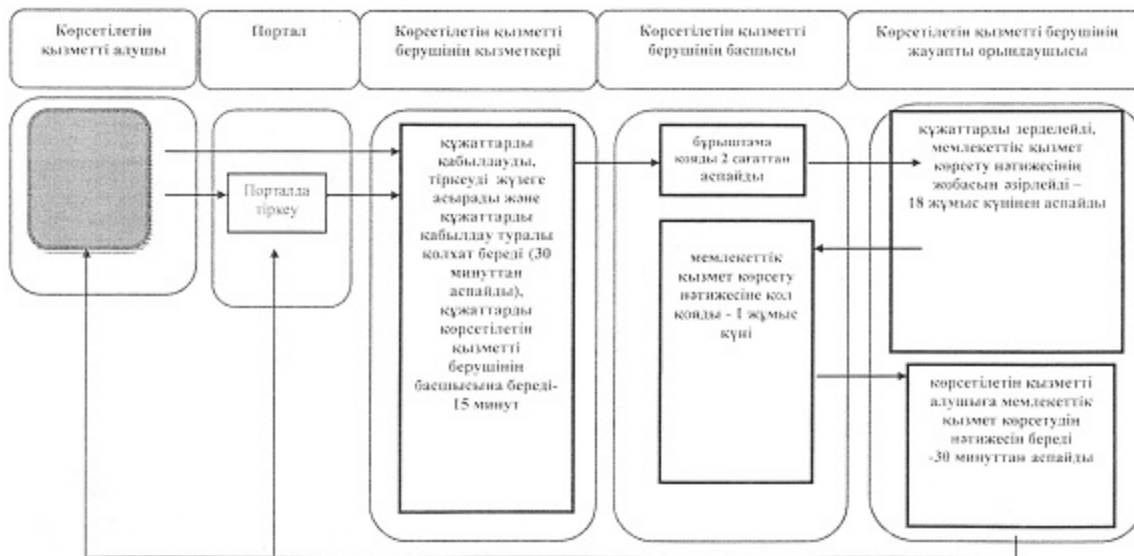 Көрсетілетін
қызметті алушы
Портал
Көрсетілетін қызметті
берушінің қызметкері
Көрсетілетін қызметті
берушінің басшысы
Көрсетілетін қызметті берушінің
жауапты орындаушысы
Порталда
тіркеу
құжаттарды
қабылдауды,
тіркеуді жүзеге
асырады және
құжаттарды
қабылдау туралы
қолхат береді (30
минуттан
аспайды),
құжаттарды
көрсетілетін
қызметті
берушінің
басшысына береді-
15 минут
бұрыштама
қояды 2 сағаттан
аспайды
мемлекеттік
қызмет көрсету
нәтижесіне қол
қояды - 1 жұмыс
күні
құжаттарды зерделейді,
мемлекеттік қызмет
көрсету нәтижесінің
жобасын әзірлейді –
18 жұмыс күнінен аспайды
көрсетілетін қызметті
алушыға мемлекеттік
қызмет көрсетудің
нәтижесін береді
-30 минуттан аспайды